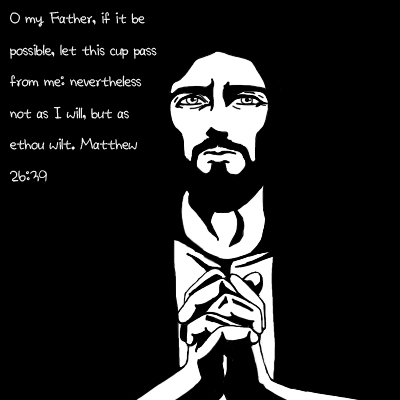 O my Father, if it be
possible, let this cup pass
from me: nevertheless
not as I will, but as
ethou wilt. Matthew
26:39